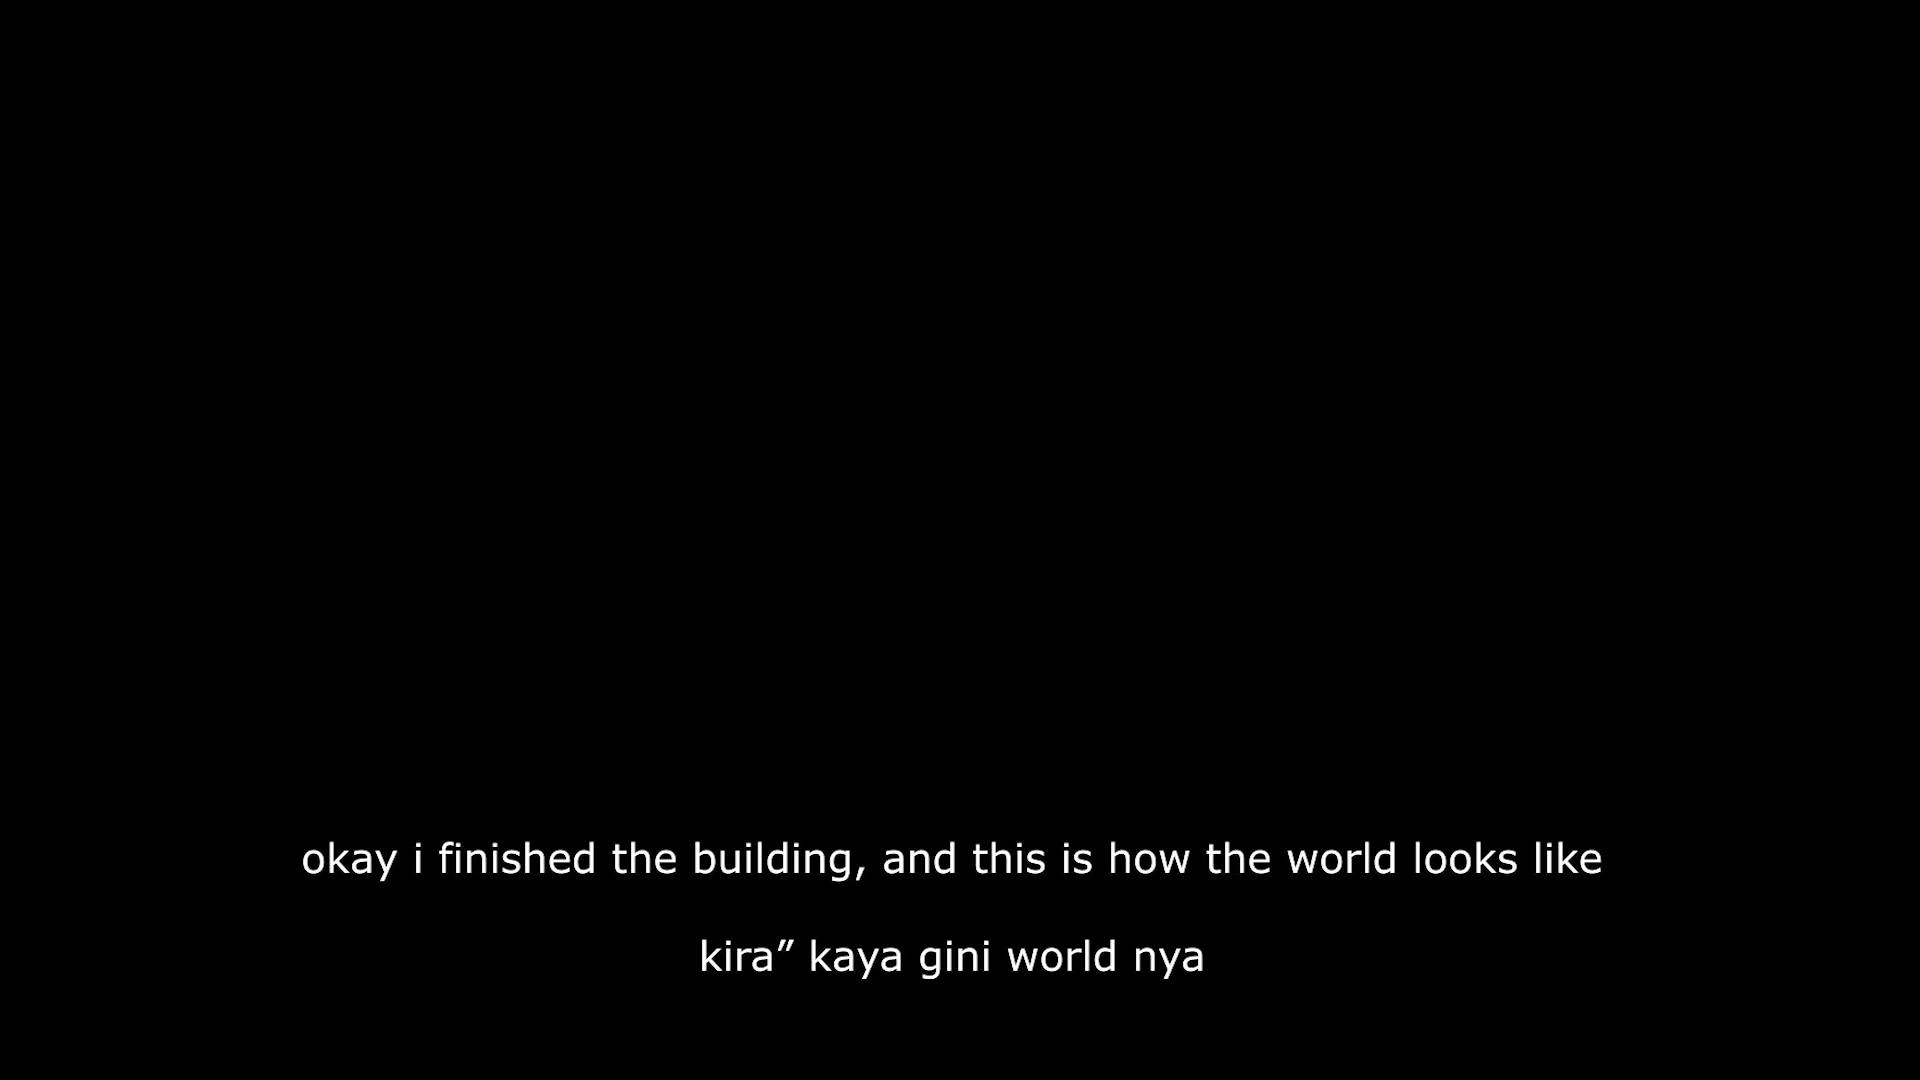 okay i finished the building, and this is how the world looks like
kira” kaya gini world nya